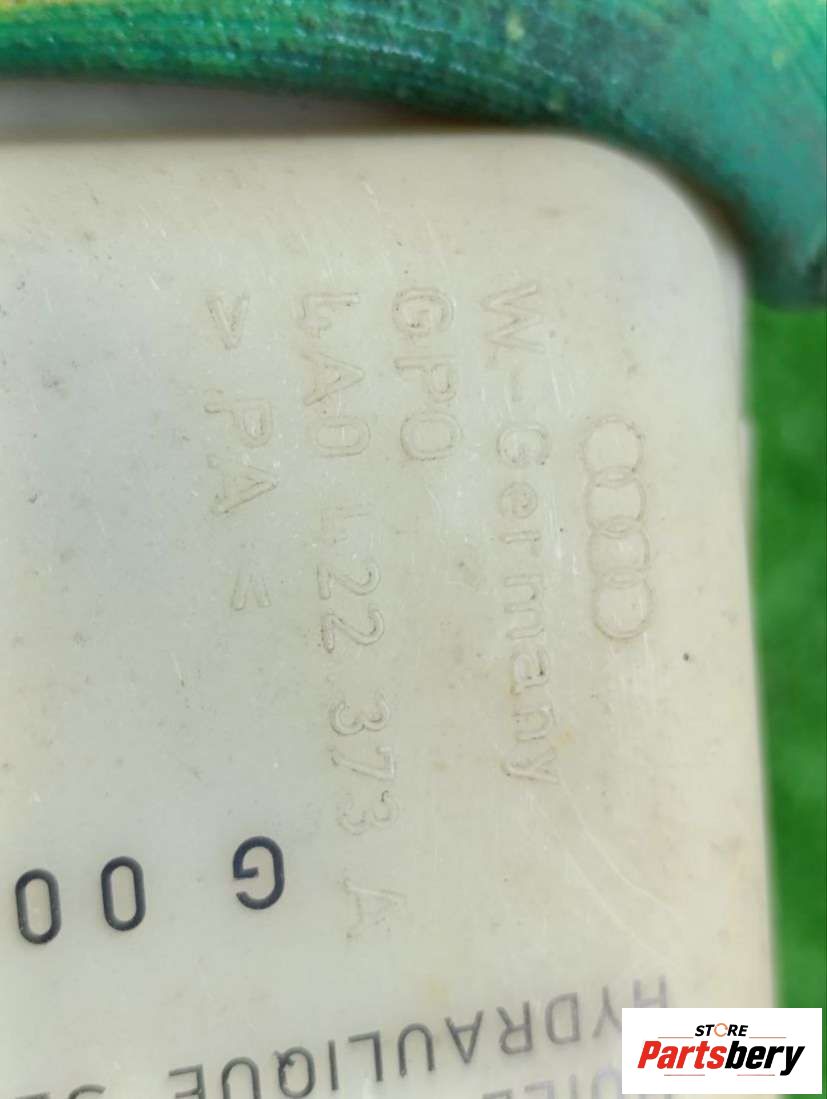 W-Germany
GPO
4A0 422 373 A
> PA <
G 00
HYDRAULIQUE
STORE
Partsbery